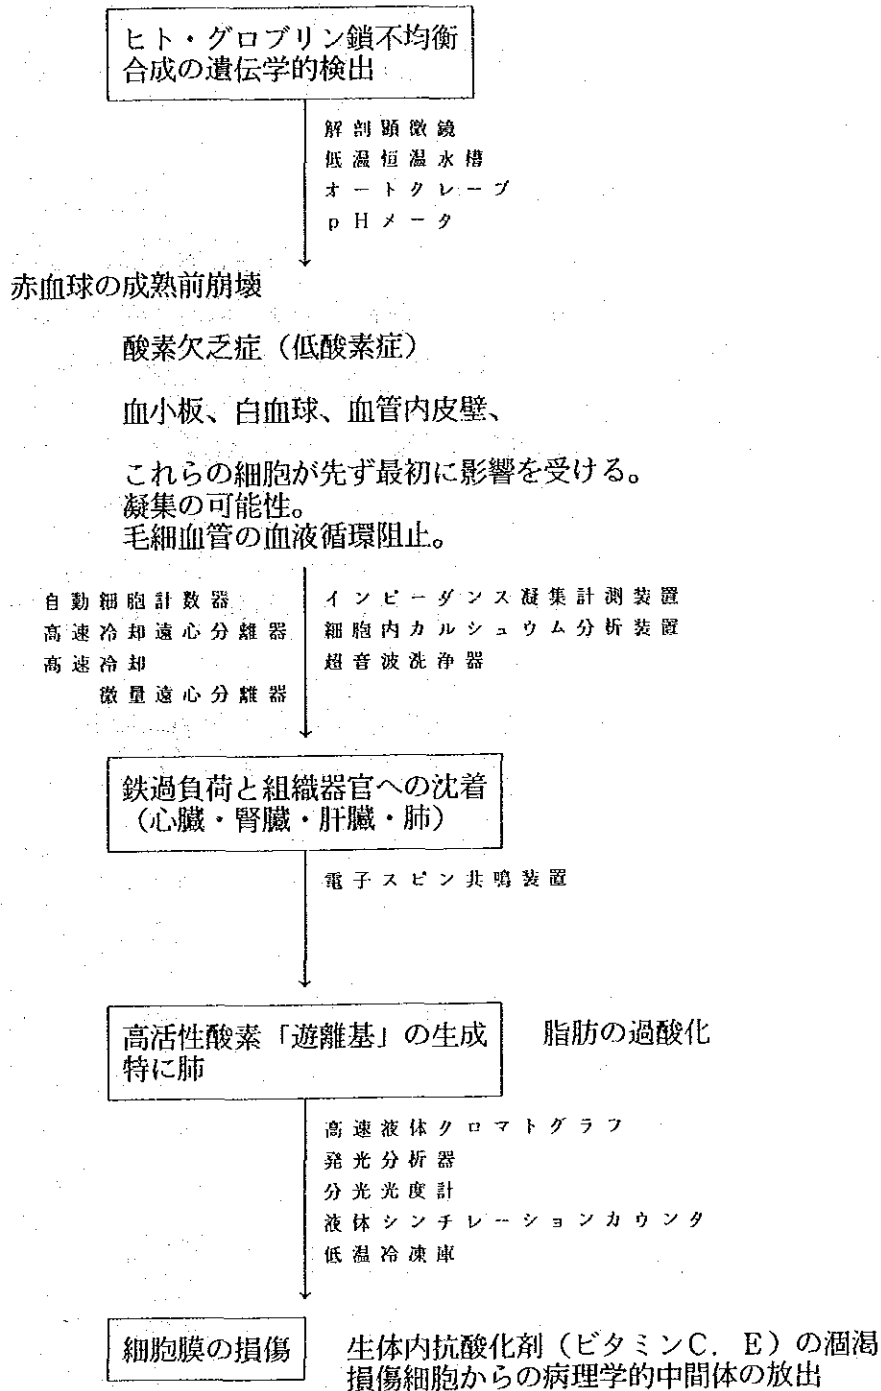 ヒト・グロブリン鎖不均衡
合成の遺伝学的検出
解剖顕微鏡
低温恒温水槽
オートクレーブ
pHメータ
赤血球の成熟前崩壊
酸素欠乏症（低酸素症）
血小板、白血球、血管内皮壁、
これらの細胞が先ず最初に影響を受ける。
凝集の可能性。
毛細血管の血液循環阻止。
自動細胞計数器
高速冷却遠心分離器
高速冷却
微量遠心分離器
インピーダンス凝集計測装置
細胞内カルシュウム分析装置
超音波洗浄器
鉄過負荷と組織器官への沈着
（心臓・腎臓・肝臓・肺）
電子スピン共鳴装置
高活性酸素「遊離基」の生成
特に肺
脂肪の過酸化
高速液体クロマトグラフ
発光分析器
分光光度計
液体シンチレーションカウンタ
低温冷凍庫
細胞膜の損傷
生体内抗酸化剤（ビタミンC．E）の涸渇
損傷細胞からの病理学的中間体の放出